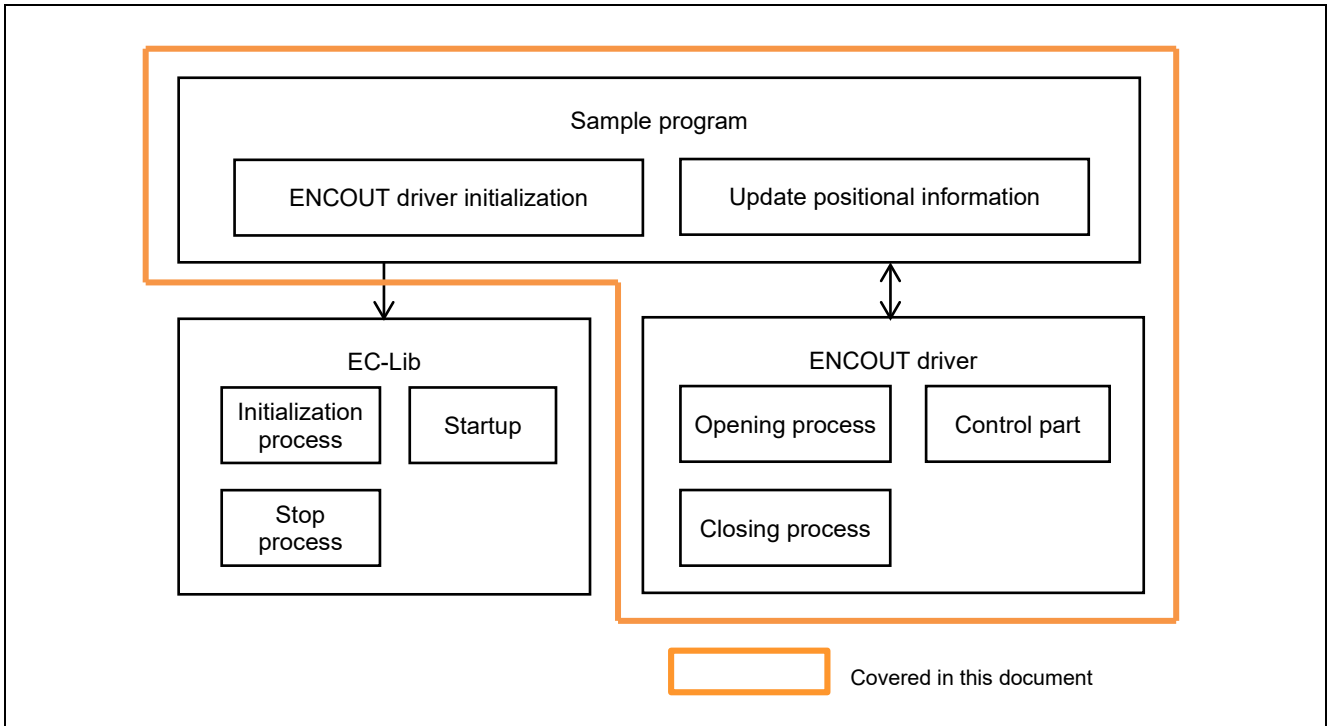 Sample program
ENCOUT driver initialization
Update positional information
EC-Lib
Initialization
process
Startup
Stop
process
ENCOUT driver
Opening process
Control part
Closing process
Covered in this document